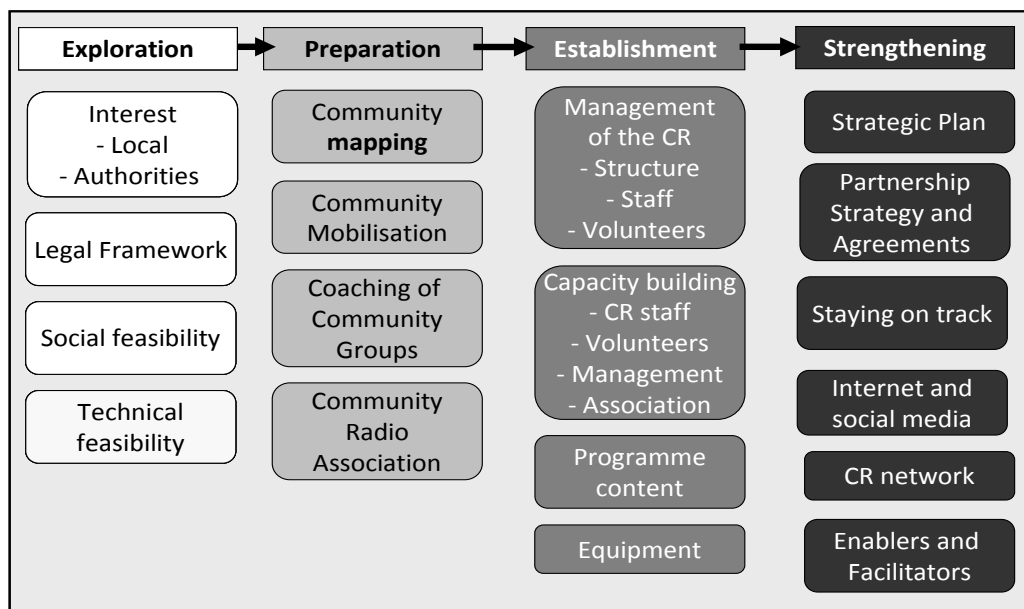 Exploration
Interest
- Local
- Authorities
Legal Framework
Social feasibility
Technical
feasibility
Preparation
Community
mapping
Community
Mobilisation
Coaching of
Community
Groups
Community
Radio
Association
Establishment
Management
of the CR
- Structure
- Staff
- Volunteers
Capacity building
- CR staff
- Volunteers
- Management
- Association
Programme
content
Equipment
Strengthening
Strategic Plan
Partnership
Strategy and
Agreements
Staying on track
Internet and
social media
CR network
Enablers and
Facilitators